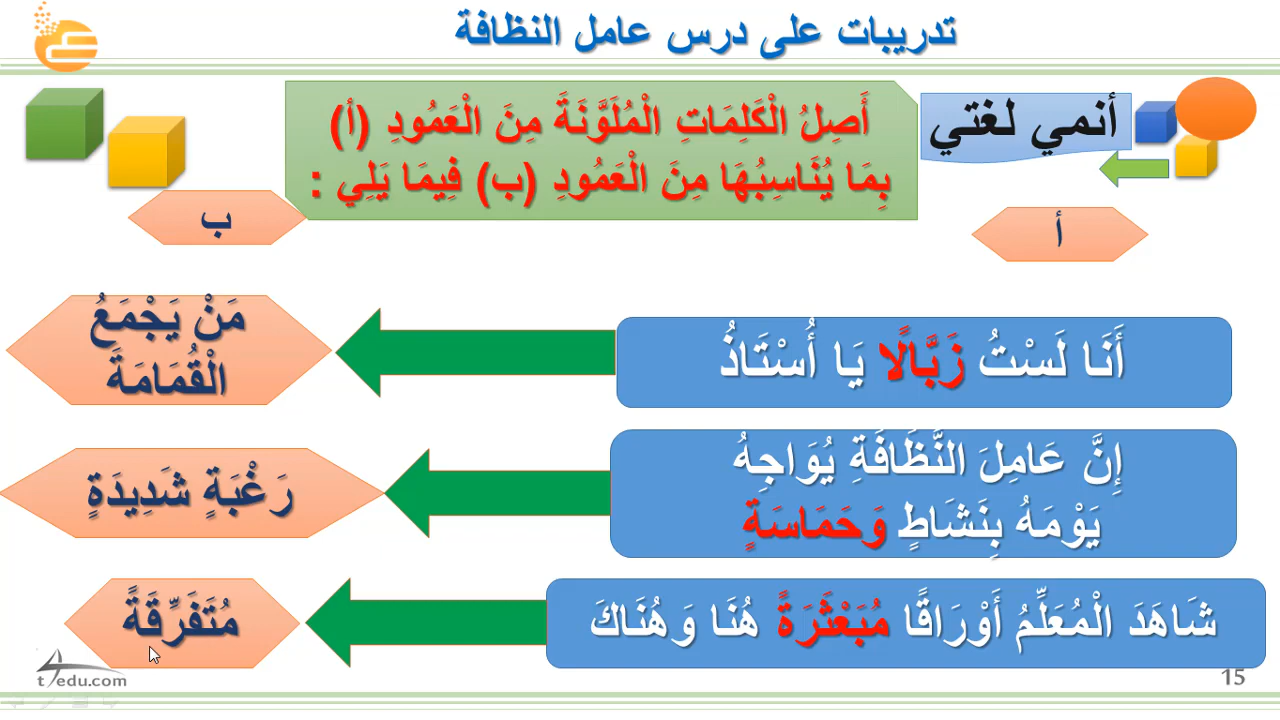 تدريبات على درس عامل النظافة
أنمي لغتي
أَصِلُ الْكَلِمَاتِ الْمُلَوَّنَةَ مِنَ الْعَمُودِ (أ)
بِمَا يُنَاسِبُهَا مِنَ الْعَمُودِ (ب) فِيمَا يَلِي :
أ
ب
أَنَا لَسْتُ زَبَّالًا يَا أُسْتَاذُ
مَنْ يَجْمَعُ
الْقُمَامَةَ
إِنَّ عَامِلَ النَّظَافَةِ يُوَاجِهُ
يَوْمَهُ بِنَشَاطٍ وَحَمَاسَةٍ
رَغْبَةٍ شَدِيدَةٍ
شَاهَدَ الْمُعَلِّمُ أَوْرَاقًا مُبَعْثَرَةً هُنَا وَهُنَاكَ
مُتَفَرِّقَةً
t4edu.com
15